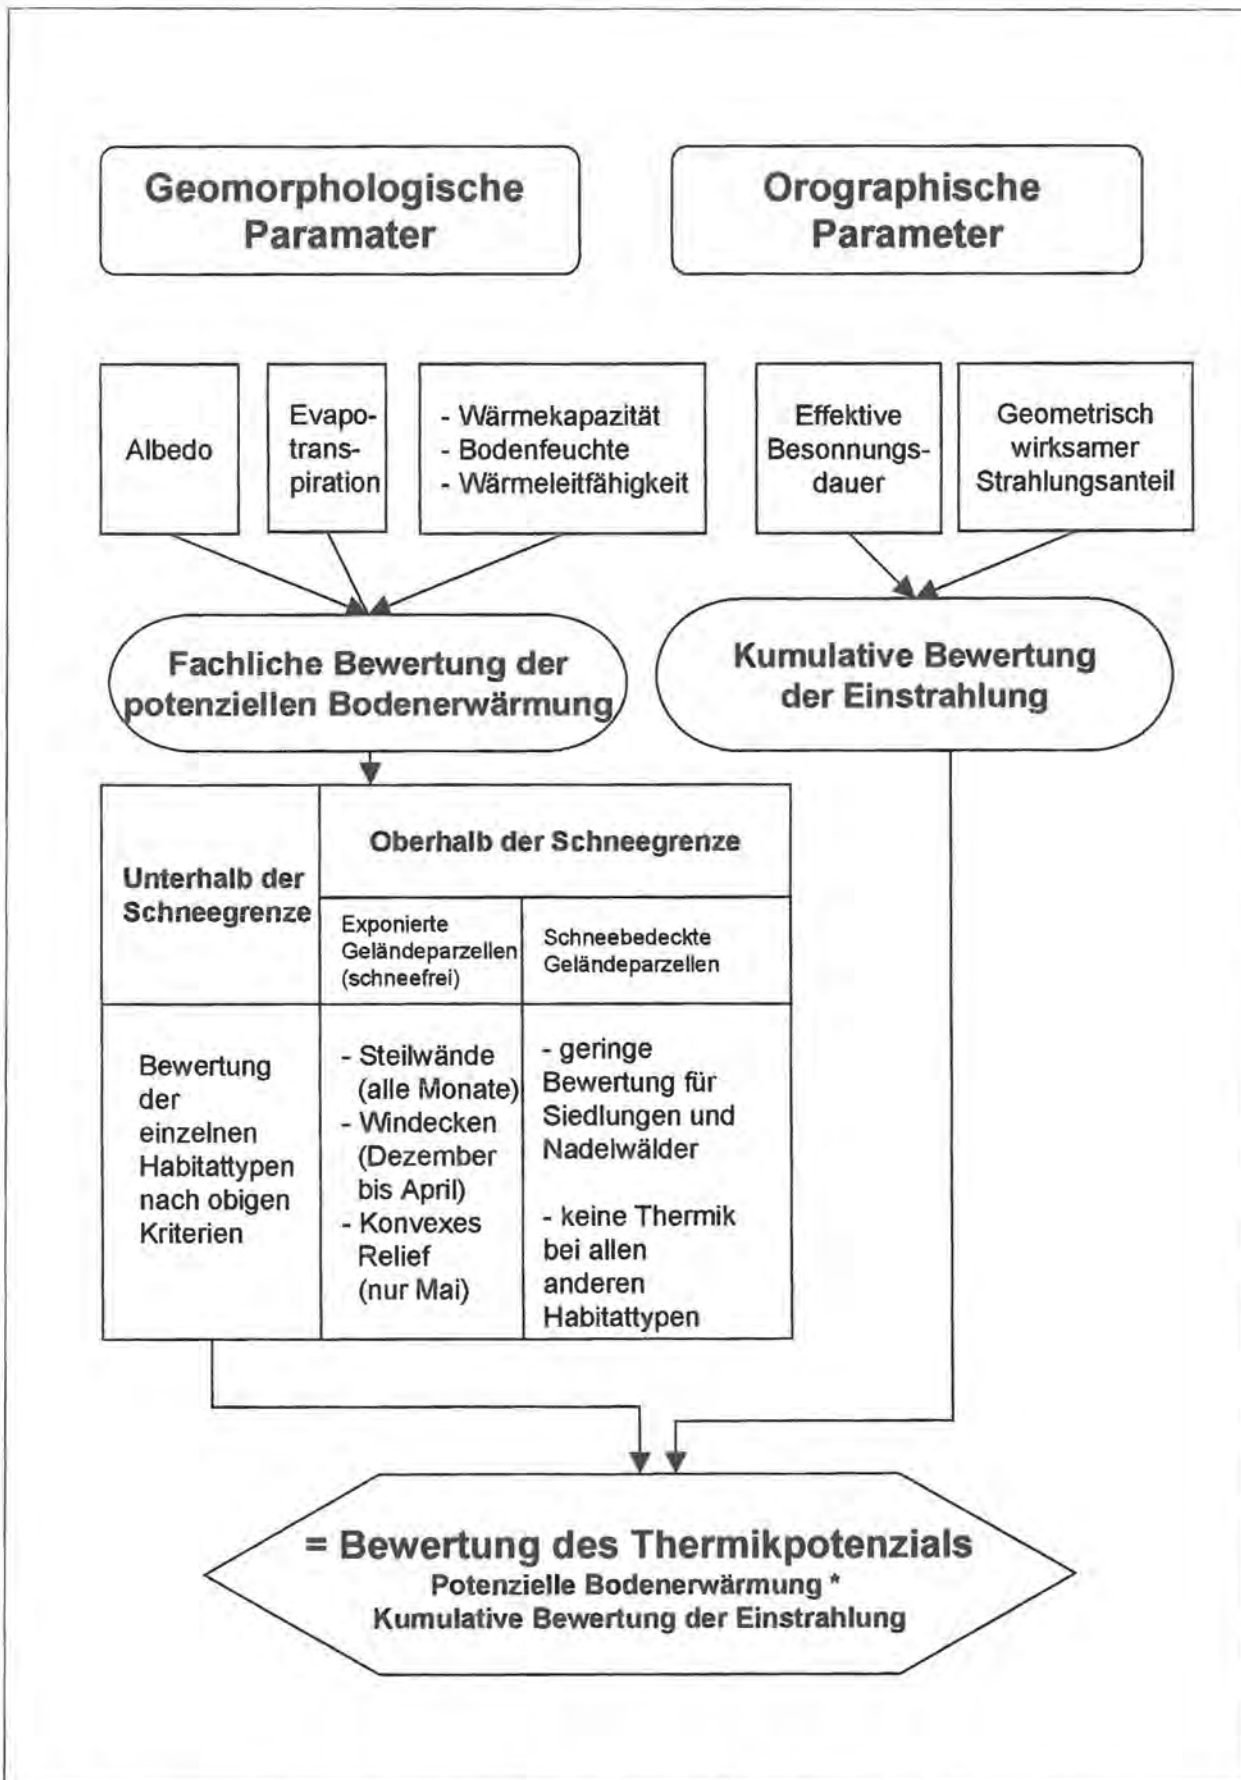 Geomorphologische
Paramater
Orographische
Parameter
Albedo
Evapo-
trans-
piration
- Wärmekapazität
- Bodenfeuchte
- Wärmeleitfähigkeit
Effektive
Besonnungs-
dauer
Geometrisch
wirksamer
Strahlungsanteil
Fachliche Bewertung der
potenziellen Bodenerwärmung
Kumulative Bewertung
der Einstrahlung
Unterhalb der
Schneegrenze
Oberhalb der Schneegrenze
Exponierte
Geländeparzellen
(schneefrei)
Schneebedeckte
Geländeparzellen
Bewertung
der
einzelnen
Habitattypen
nach obigen
Kriterien
- Steilwände
(alle Monate)
- Windecken
(Dezember
bis April)
- Konvexes
Relief
(nur Mai)
- geringe
Bewertung für
Siedlungen und
Nadelwälder
- keine Thermik
bei allen
anderen
Habitattypen
= Bewertung des Thermikpotenzials
Potenzielle Bodenerwärmung *
Kumulative Bewertung der Einstrahlung